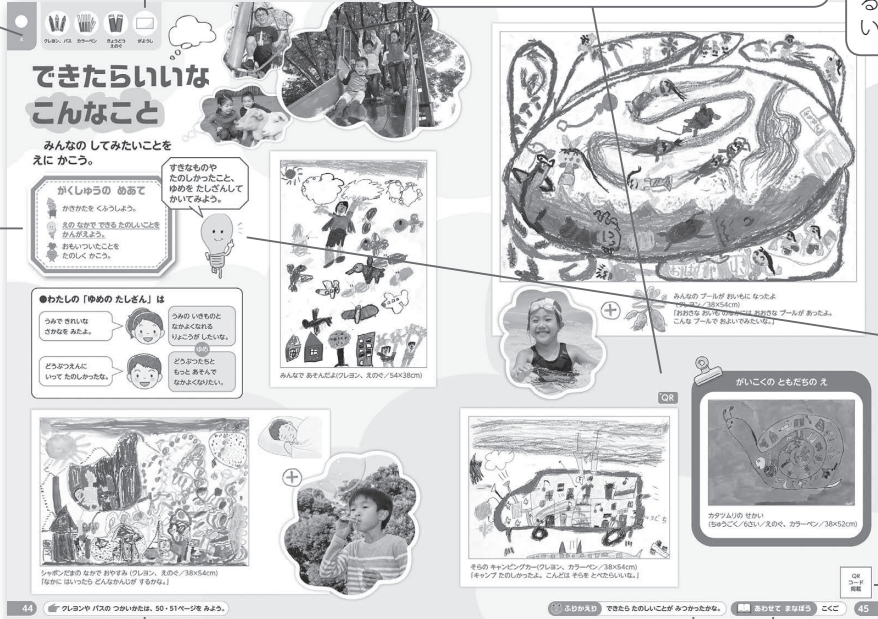 クレヨン、パス
カラーペン
きょうどう
えのぐ
がようし
できたらいいな
こんなこと
みんなの してみたいことを
えに かこう。
がくしゅうの めあて
かきかたを くふうしよう。
えの なかで できる たのしいことを
かんがえよう。
おもいついたことを
たのしく かこう。
すきなものや
たのしかったこと、
ゆめを たしざんして
かいてみよう。
●わたしの「ゆめの たしざん」は
うみで きれいな
さかなを みたよ。
うみの いきものと
なかよくなれる
りょこうが したいな。
ゆめ
どうぶつえんに
いって たのしかったな。
どうぶつたちと
もっと あそんで
なかよくなりたい。
みんなで あそんだよ(クレヨン、えのぐ/54×38cm)
シャボンだまの なかで おやすみ (クレヨン、えのぐ/38×54cm)
「なかに はいったら どんなかんじが するかな。」
44
クレヨンや パスの つかいかたは、50・51ページを みよう。
るい
みんなの プールが おいもに なったよ
(クレヨン/38×54cm)
「おおきな おいも のなかには おおきな プールが あったよ。
こんな プールで およいでみたいな。」
QR
そらの キャンピングカー(クレヨン、カラーペン/38×54cm)
「キャンプ たのしかったよ。こんどは そらを とべたらいいな。」
がいこくの ともだちの え
カタツムリの せかい
(ちゅうごく/6さい/えのぐ、カラーペン/38×52cm)
QR
コード
掲載
ふりかえり
できたら たのしいことが みつかったかな。
あわせて まなぼう
こくご
45